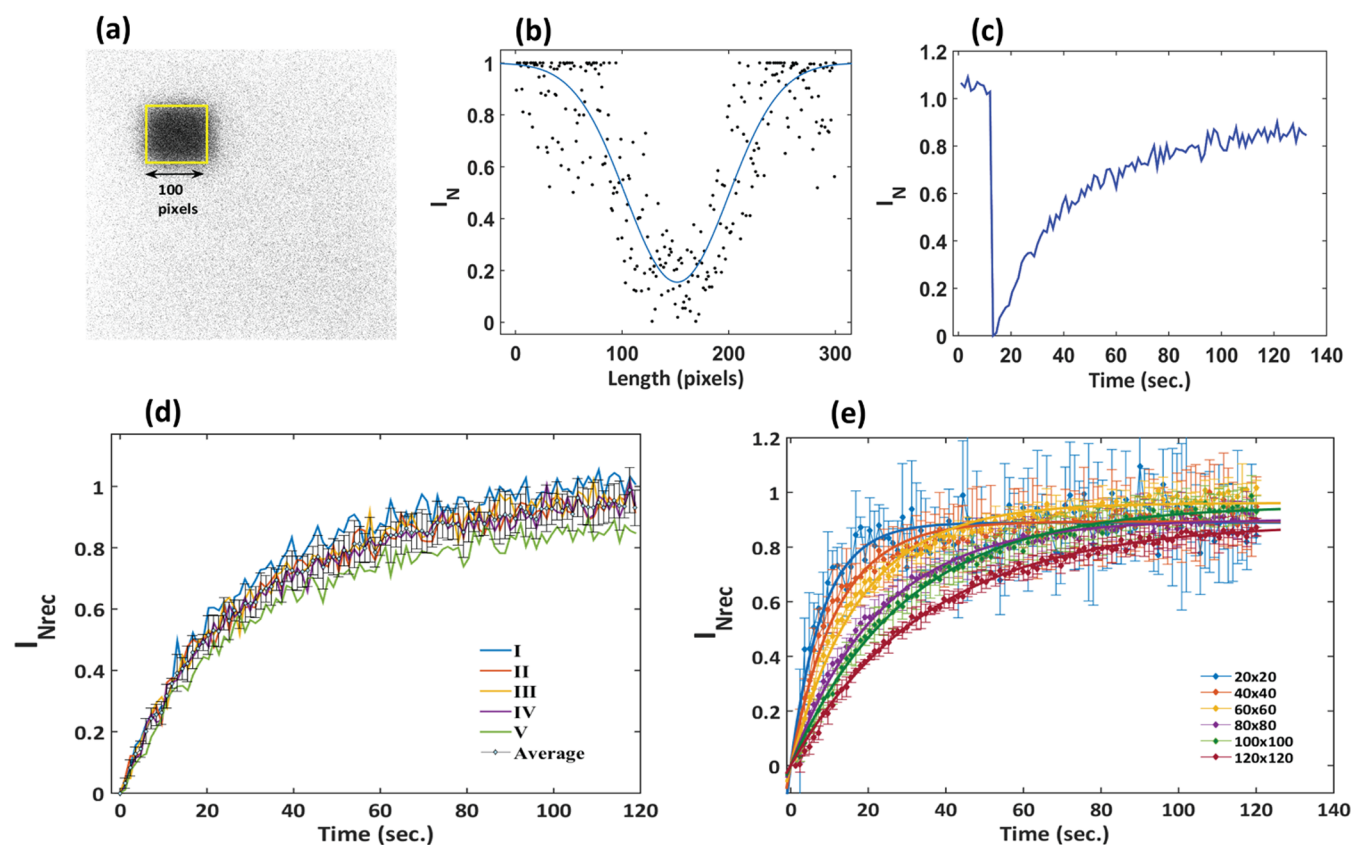 (a)
100
pixels
(b)
1
0.8
0.6
0.4
0.2
0
I_N
0 100 200 300
Length (pixels)
(c)
1.2
1.0
0.8
0.6
0.4
0.2
0
I_N
0 20 40 60 80 100 120 140
Time (sec.)
(d)
1
0.8
0.6
0.4
0.2
0
I_Nrec
I
II
III
IV
V
Average
0 20 40 60 80 100 120
Time (sec.)
(e)
1.2
1
0.8
0.6
0.4
0.2
0
I_Nrec
20x20
40x40
60x60
80x80
100x100
120x120
0 20 40 60 80 100 120 140
Time (sec.)